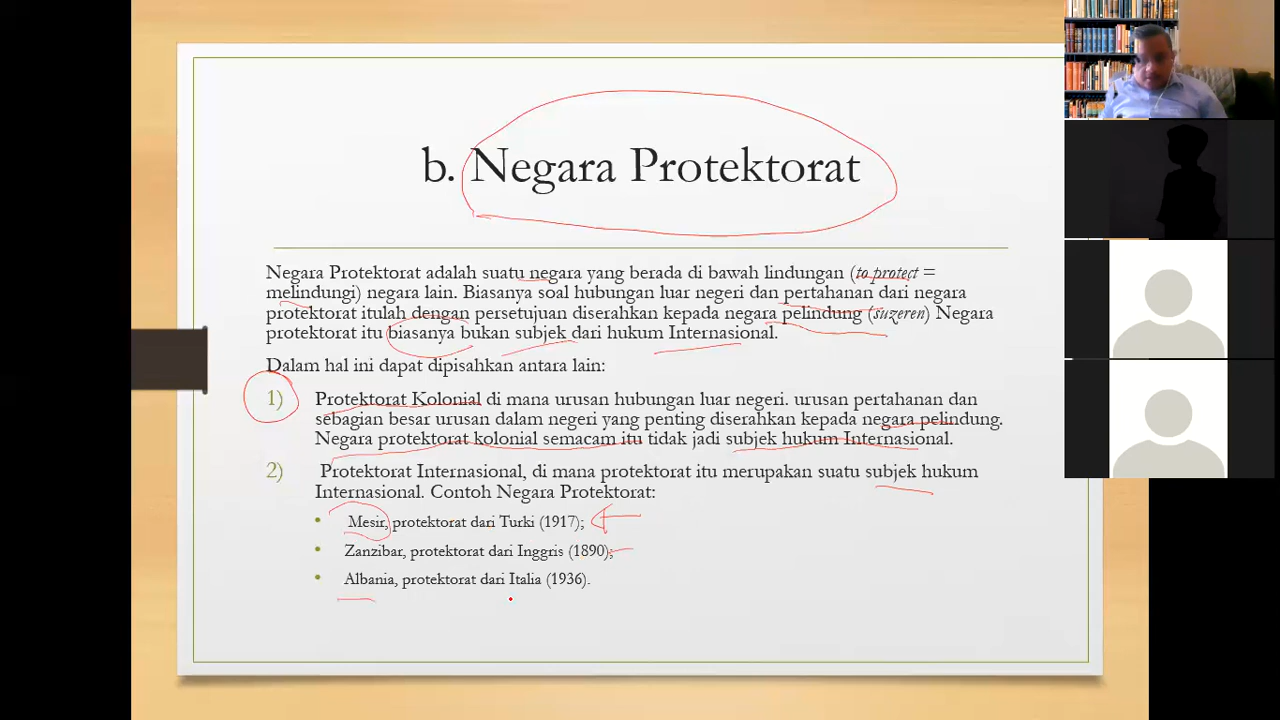 b. Negara Protektorat
Negara Protektorat adalah suatu negara yang berada di bawah lindungan (to protect =
melindungi) negara lain. Biasanya soal hubungan luar negeri dan pertahanan dari negara
protektorat itulah dengan persetujuan diserahkan kepada negara pelindung (suzeren) Negara
protektorat itu biasanya bukan subjek dari hukum Internasional.
Dalam hal ini dapat dipisahkan antara lain:
1) Protektorat Kolonial di mana urusan hubungan luar negeri. urusan pertahanan dan
sebagian besar urusan dalam negeri yang penting diserahkan kepada negara pelindung.
Negara protektorat kolonial semacam itu tidak jadi subjek hukum Internasional.
2) Protektorat Internasional, di mana protektorat itu merupakan suatu subjek hukum
Internasional. Contoh Negara Protektorat:
• Mesir, protektorat dari Turki (1917);
• Zanzibar, protektorat dari Inggris (1890);
• Albania, protektorat dari Italia (1936).